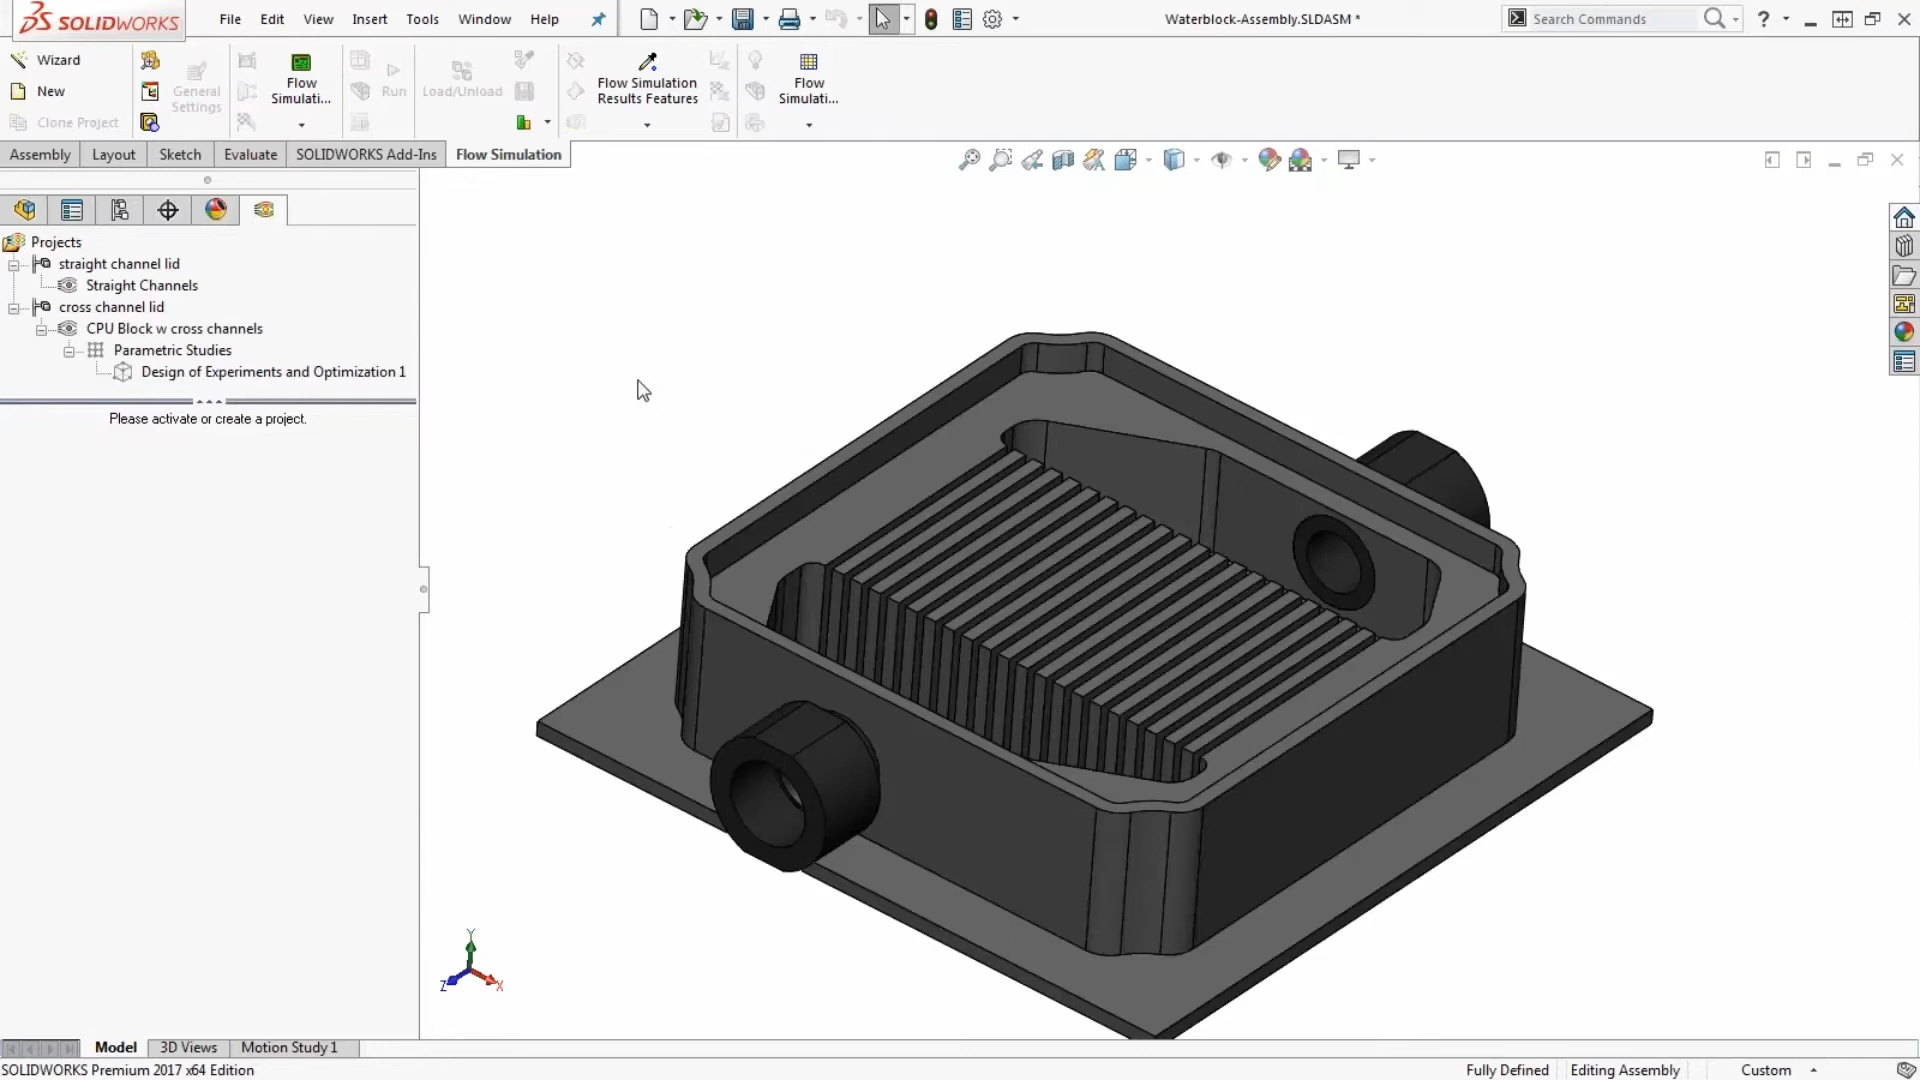 SOLIDWORKS
File Edit View Insert Tools Window Help
Waterblock-Assembly.SLDASM *
Search Commands
?
Wizard
New
Clone Project
General
Settings
Flow
Simulati...
Run
Load/Unload
Flow Simulation
Results Features
Flow
Simulati...
Assembly Layout Sketch Evaluate SOLIDWORKS Add-Ins Flow Simulation
Projects
straight channel lid
Straight Channels
cross channel lid
CPU Block w cross channels
Parametric Studies
Design of Experiments and Optimization 1
Please activate or create a project.
Y
Z
X
Model 3D Views Motion Study 1
SOLIDWORKS Premium 2017 x64 Edition
Fully Defined Editing Assembly Custom